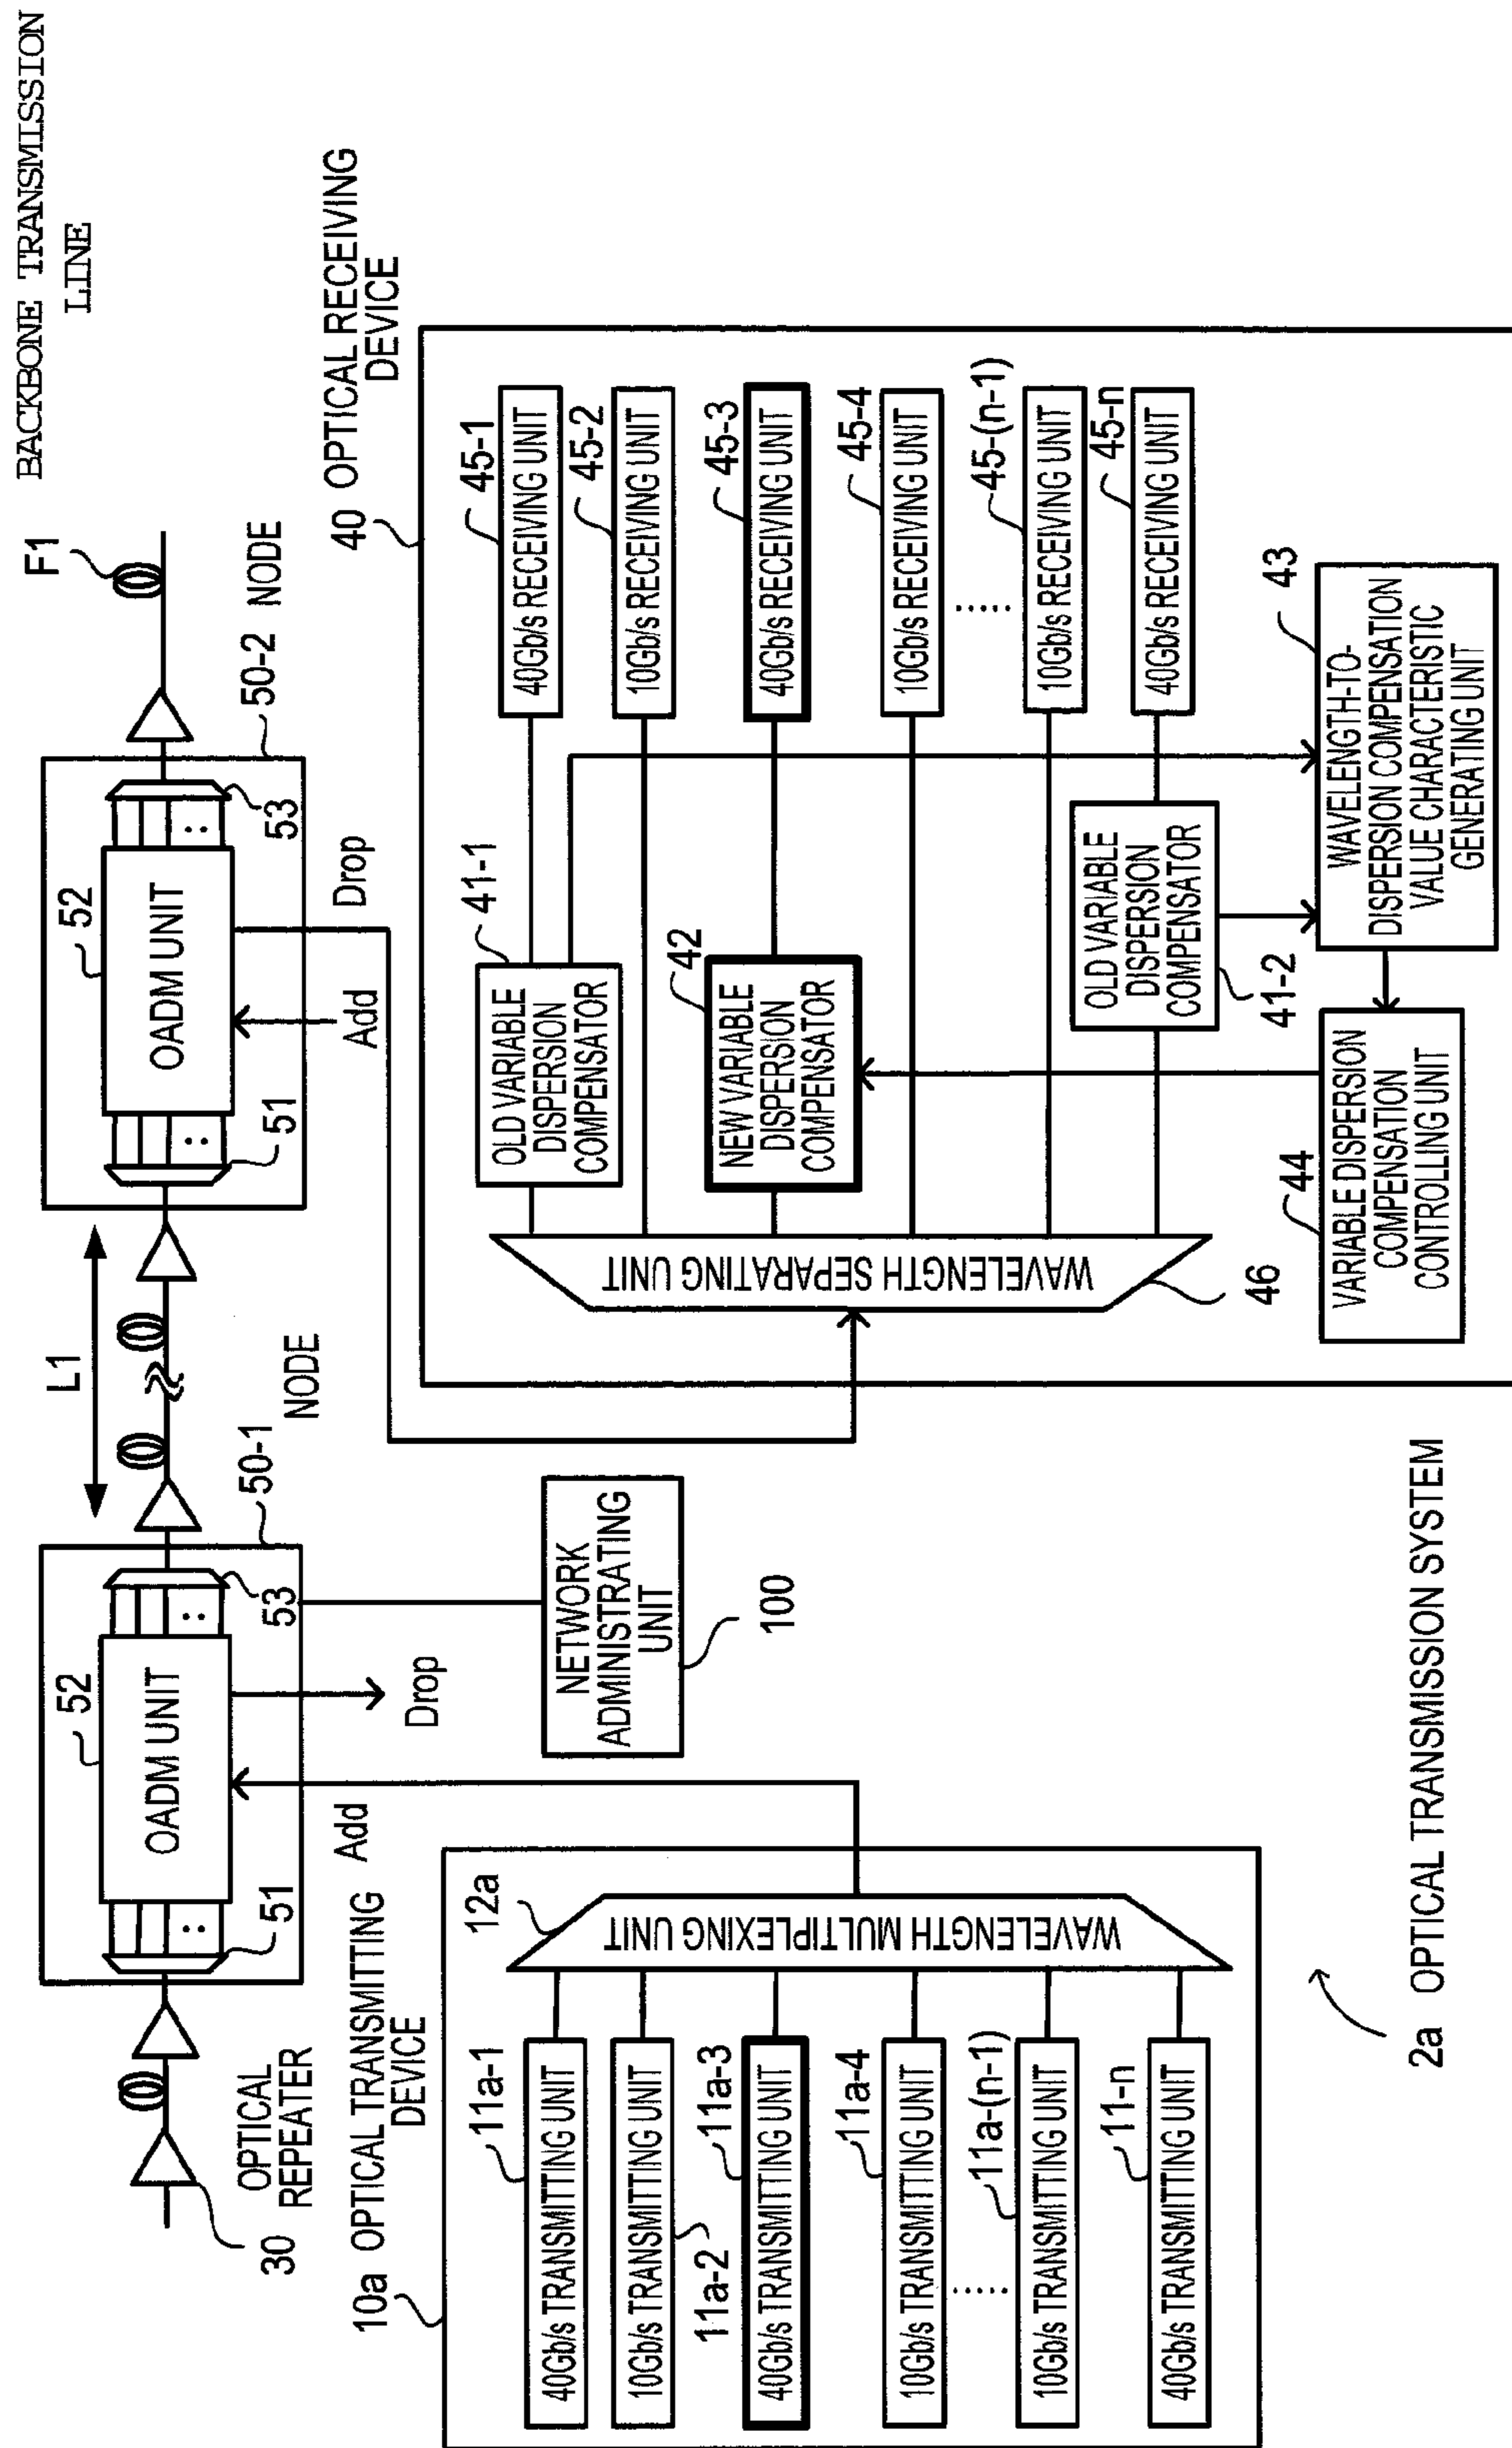 BACKBONE TRANSMISSION
LINE
F1
L1
50-1
NODE
50-2
NODE
52
OADM UNIT
51
53
52
OADM UNIT
51
53
30
OPTICAL
REPEATER
Add
Drop
Add
Drop
NETWORK
ADMINISTRATING
UNIT
100
10a OPTICAL TRANSMITTING
DEVICE
12a
WAVELENGTH MULTIPLEXING UNIT
11a-1
40Gb/s TRANSMITTING UNIT
10Gb/s TRANSMITTING UNIT
11a-2
11a-3
40Gb/s TRANSMITTING UNIT
11a-4
10Gb/s TRANSMITTING UNIT
.....
11a-(n-1)
10Gb/s TRANSMITTING UNIT
11-n
40Gb/s TRANSMITTING UNIT
40 OPTICAL RECEIVING
DEVICE
WAVELENGTH SEPARATING UNIT
46
41-1
OLD VARIABLE
DISPERSION
COMPENSATOR
42
NEW VARIABLE
DISPERSION
COMPENSATOR
OLD VARIABLE
DISPERSION
COMPENSATOR
41-2
45-1
40Gb/s RECEIVING UNIT
45-2
10Gb/s RECEIVING UNIT
45-3
40Gb/s RECEIVING UNIT
45-4
10Gb/s RECEIVING UNIT
.....
45-(n-1)
10Gb/s RECEIVING UNIT
45-n
40Gb/s RECEIVING UNIT
44
VARIABLE DISPERSION
COMPENSATION
CONTROLLING UNIT
43
WAVELENGTH-TO-
DISPERSION COMPENSATION
VALUE CHARACTERISTIC
GENERATING UNIT
2a OPTICAL TRANSMISSION SYSTEM